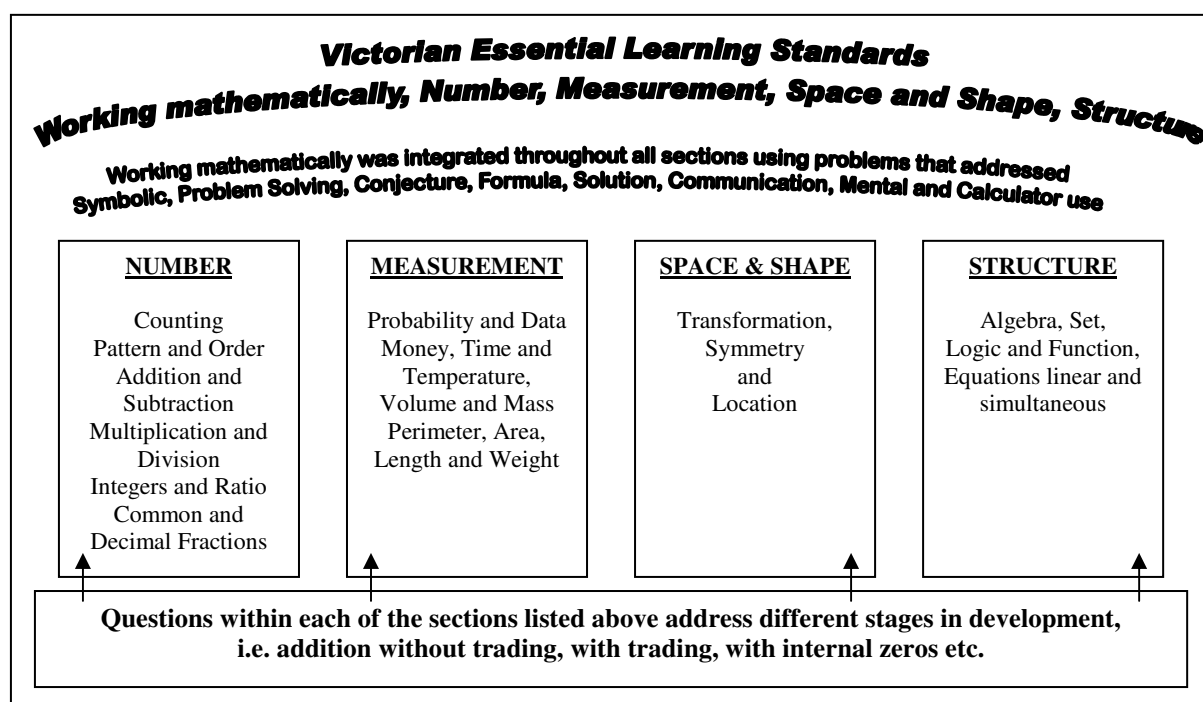 Victorian Essential Learning Standards
Working mathematically, Number, Measurement, Space and Shape, Structure
Working mathematically was integrated throughout all sections using problems that addressed
Symbolic, Problem Solving, Conjecture, Formula, Solution, Communication, Mental and Calculator use
NUMBER
Counting
Pattern and Order
Addition and
Subtraction
Multiplication and
Division
Integers and Ratio
Common and
Decimal Fractions
MEASUREMENT
Probability and Data
Money, Time and
Temperature,
Volume and Mass
Perimeter, Area,
Length and Weight
SPACE & SHAPE
Transformation,
Symmetry
and
Location
STRUCTURE
Algebra, Set,
Logic and Function,
Equations linear and
simultaneous
Questions within each of the sections listed above address different stages in development,
i.e. addition without trading, with trading, with internal zeros etc.